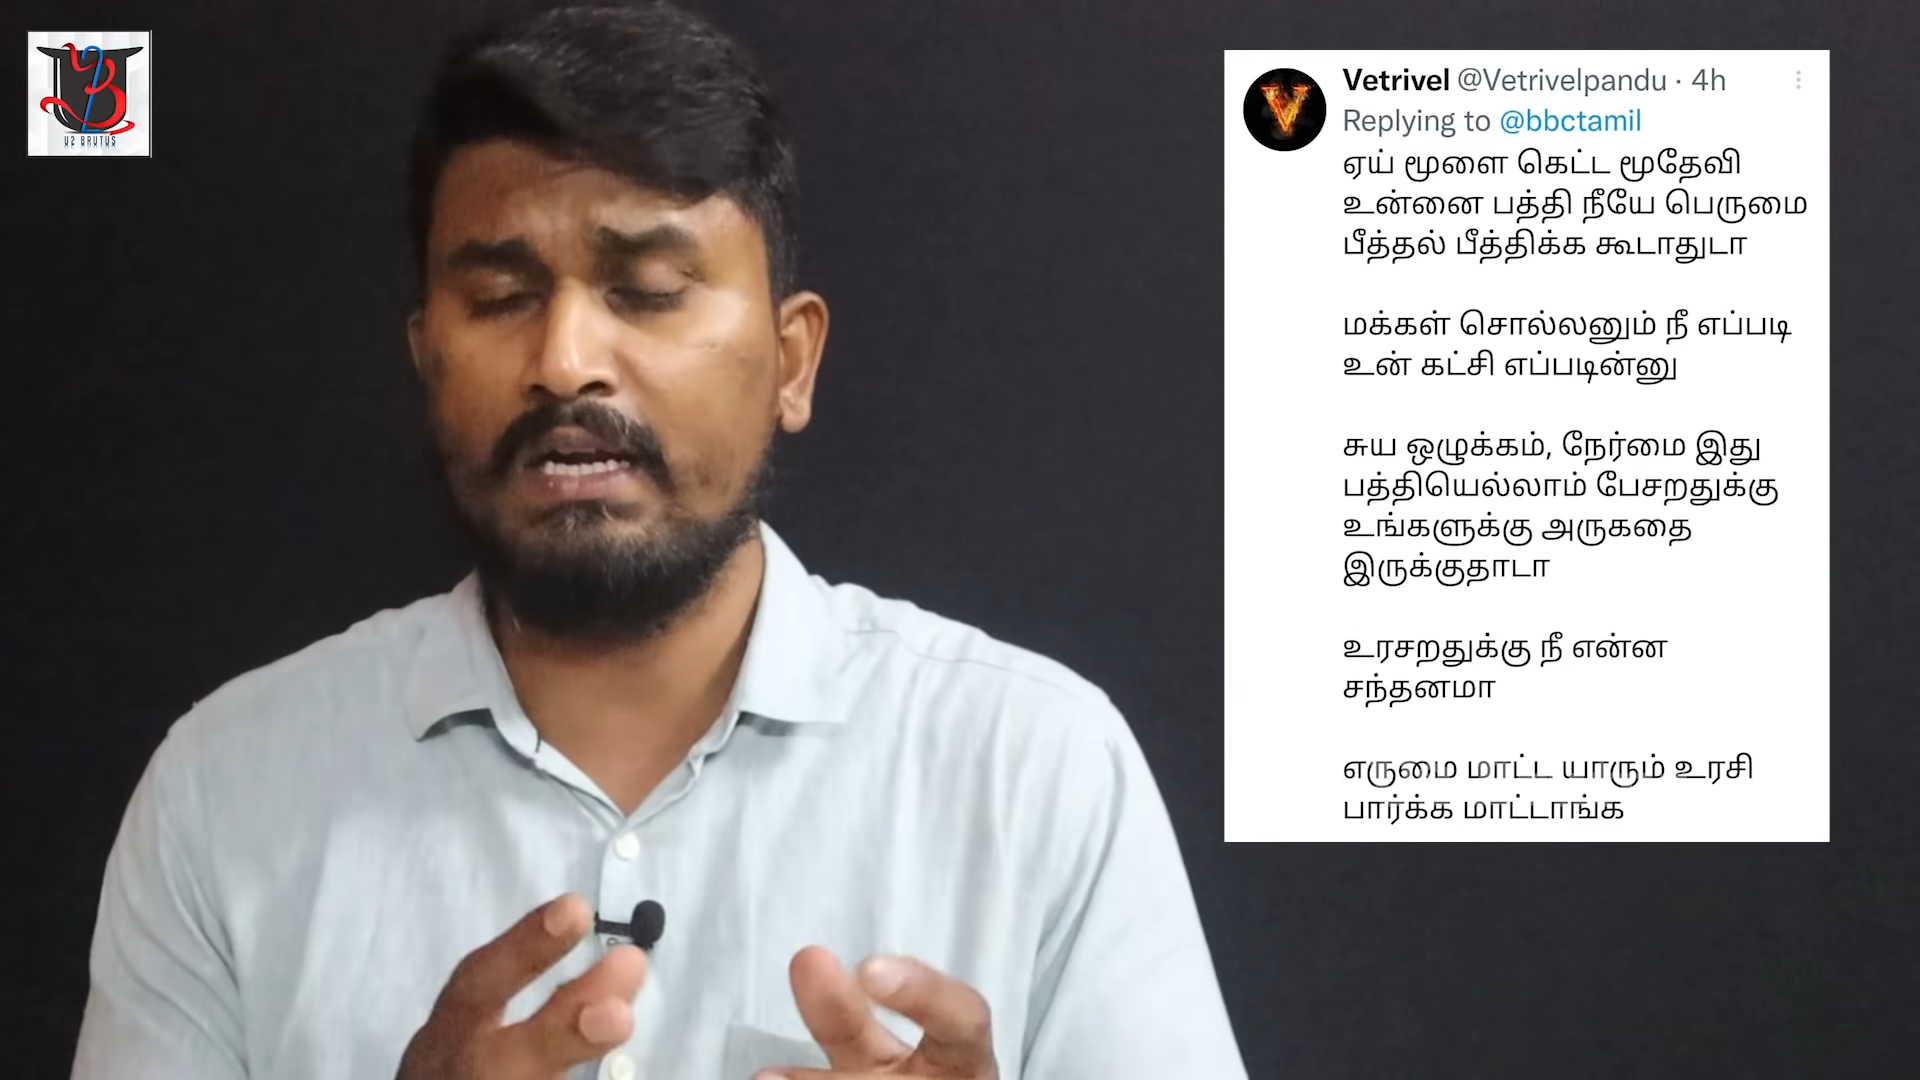 U2 BRUTUS
Vetrivel @Vetrivelpandu · 4h
Replying to @bbctamil
ஏய் மூளை கெட்ட மூதேவி
உன்னை பத்தி நீயே பெருமை
பீத்தல் பீத்திக்க கூடாதுடா
மக்கள் சொல்லனும் நீ எப்படி
உன் கட்சி எப்படின்னு
சுய ஒழுக்கம், நேர்மை இது
பத்தியெல்லாம் பேசறதுக்கு
உங்களுக்கு அருகதை
இருக்குதாடா
உரசறதுக்கு நீ என்ன
சந்தனமா
எருமை மாட்ட யாரும் உரசி
பார்க்க மாட்டாங்க